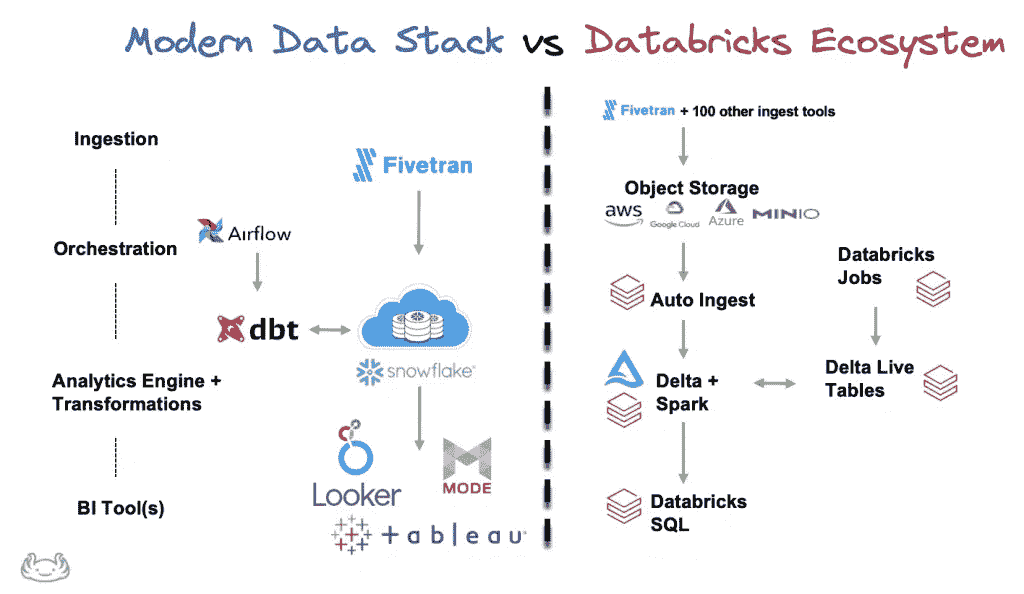 Modern Data Stack vs Databricks Ecosystem
Ingestion
Orchestration
Analytics Engine +
Transformations
BI Tool(s)
Fivetran
Airflow
dbt
snowflake®
Looker
MODE
+ a b l e a u®
Fivetran + 100 other ingest tools
Object Storage
aws
Google Cloud
Azure
MINIO
Auto Ingest
Databricks
Jobs
Delta +
Spark
Delta Live
Tables
Databricks
SQL